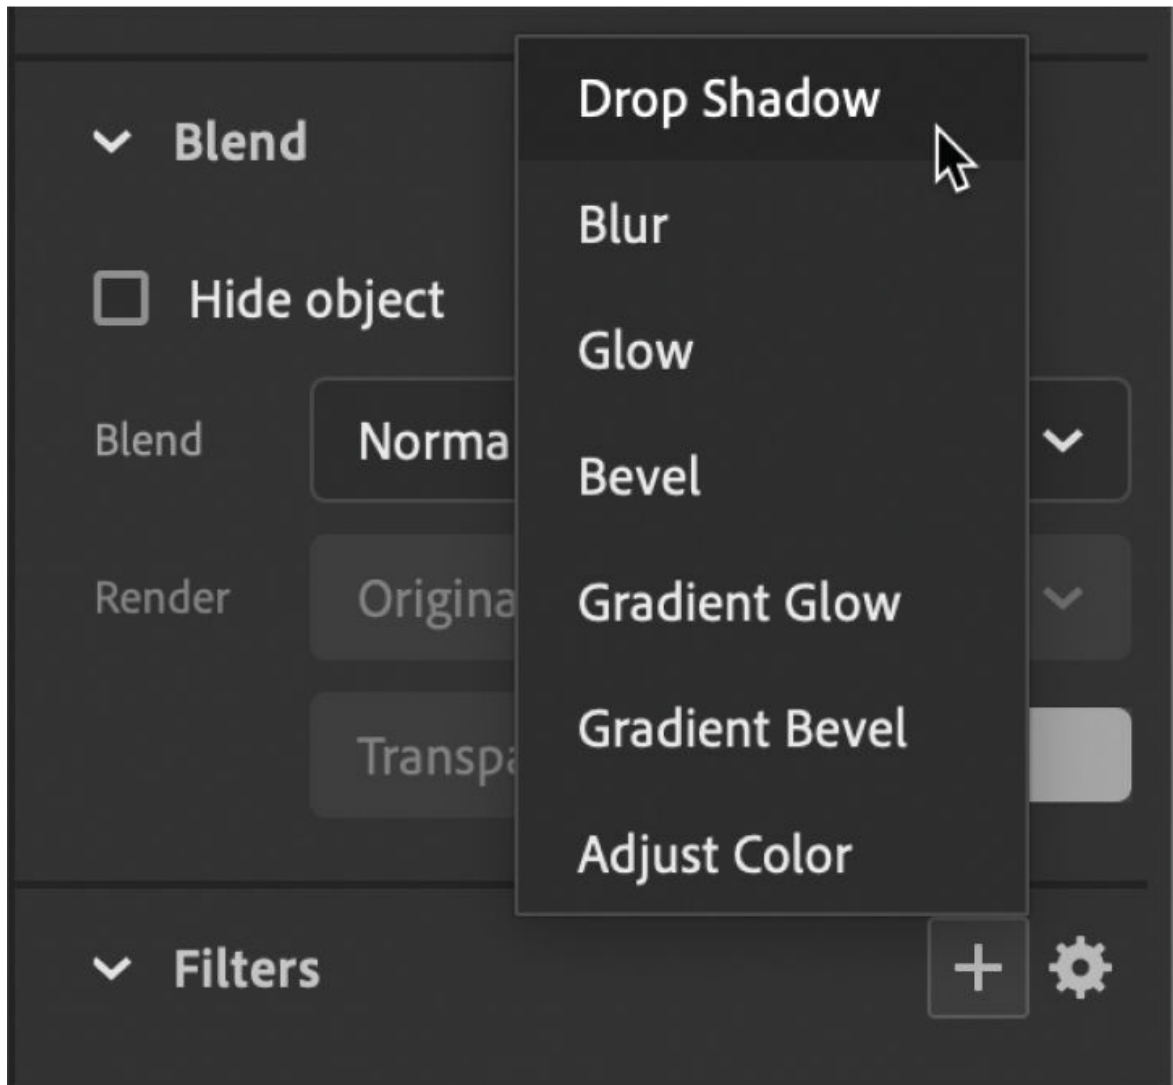 Blend
Hide object
Blend Norma
Render Origina
Transpa
Drop Shadow
Blur
Glow
Bevel
Gradient Glow
Gradient Bevel
Adjust Color
Filters